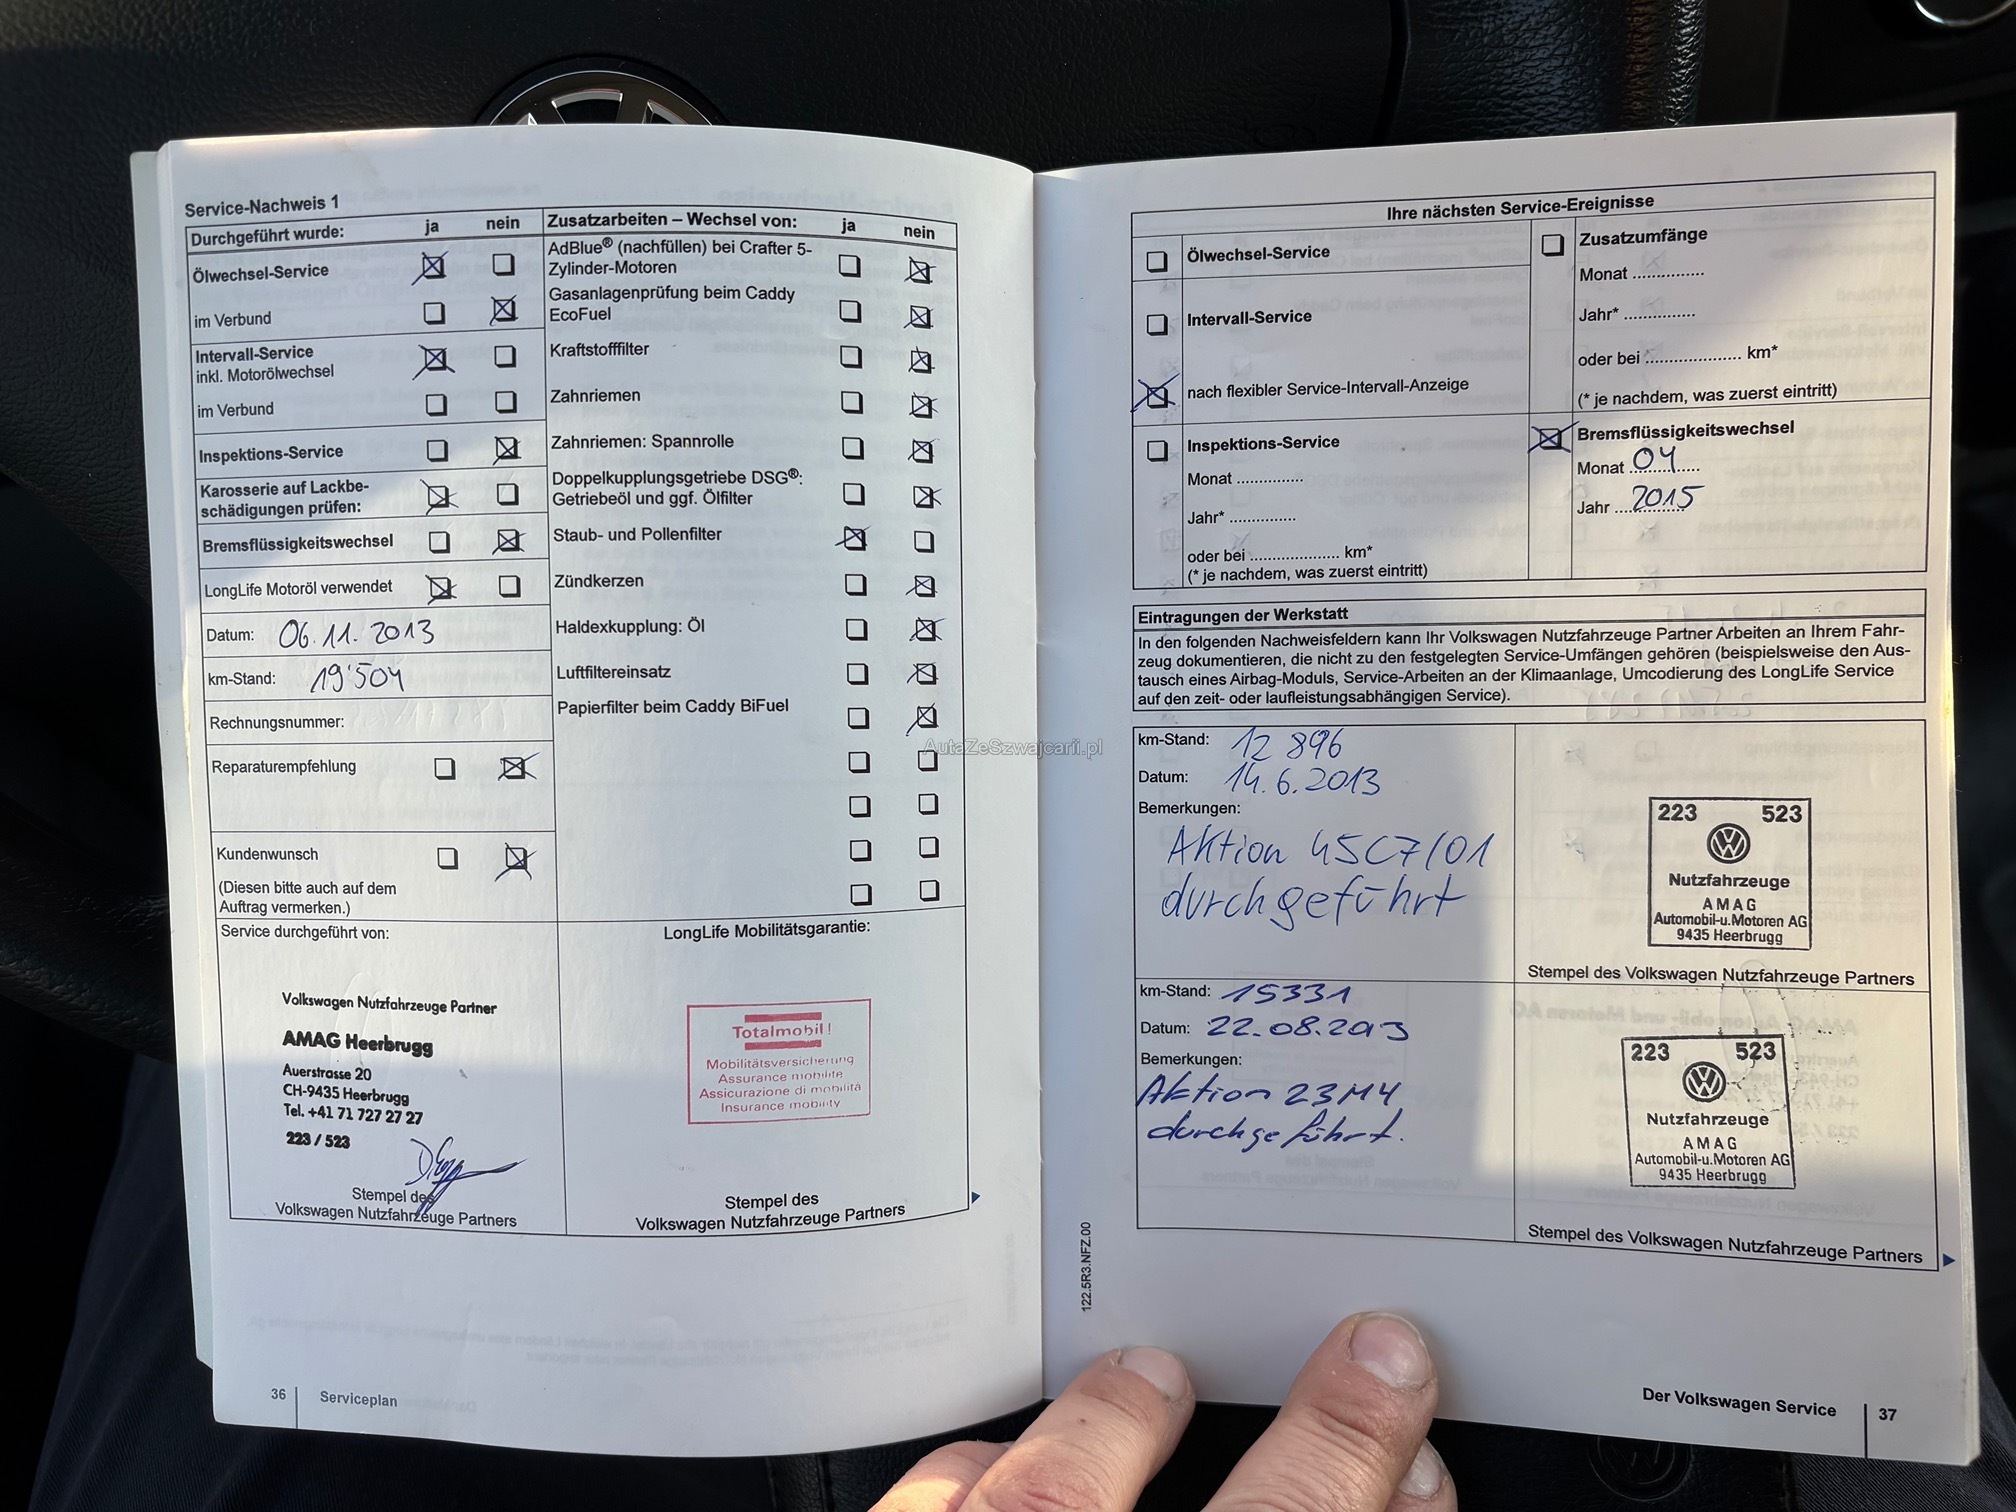 Service-Nachweis 1
Durchgeführt wurde: ja nein
Ölwechsel-Service
im Verbund
Intervall-Service
inkl. Motorölwechsel
im Verbund
Inspektions-Service
Karosserie auf Lackbe-
schädigungen prüfen:
Bremsflüssigkeitswechsel
LongLife Motoröl verwendet
Datum: 06.11.2013
km-Stand: 19'504
Rechnungsnummer:
Reparaturempfehlung
Kundenwunsch
(Diesen bitte auch auf dem
Auftrag vermerken.)
Service durchgeführt von:
Volkswagen Nutzfahrzeuge Partner
AMAG Heerbrugg
Auerstrasse 20
CH-9435 Heerbrugg
Tel. +41 71 727 27 27
223 / 523
Stempel des
Volkswagen Nutzfahrzeuge Partners
Zusatzarbeiten – Wechsel von: ja nein
AdBlue® (nachfüllen) bei Crafter 5-
Zylinder-Motoren
Gasanlagenprüfung beim Caddy
EcoFuel
Kraftstofffilter
Zahnriemen
Zahnriemen: Spannrolle
Doppelkupplungsgetriebe DSG®:
Getriebeöl und ggf. Ölfilter
Staub- und Pollenfilter
Zündkerzen
Haldexkupplung: Öl
Luftfiltereinsatz
Papierfilter beim Caddy BiFuel
LongLife Mobilitätsgarantie:
Totalmobil!
Mobilitätsversicherung
Assurance mobilité
Assicurazione di mobilità
Insurance mobility
Stempel des
Volkswagen Nutzfahrzeuge Partners
36 Serviceplan
AutaZeSzwajcarii.pl
Ihre nächsten Service-Ereignisse
Ölwechsel-Service
Intervall-Service
nach flexibler Service-Intervall-Anzeige
Inspektions-Service
Monat ...............
Jahr* ...............
oder bei .................... km*
(* je nachdem, was zuerst eintritt)
Zusatzumfänge
Monat ...............
Jahr* ...............
oder bei .................... km*
(* je nachdem, was zuerst eintritt)
Bremsflüssigkeitswechsel
Monat 04
Jahr 2015
Eintragungen der Werkstatt
In den folgenden Nachweisfeldern kann Ihr Volkswagen Nutzfahrzeuge Partner Arbeiten an Ihrem Fahr-
zeug dokumentieren, die nicht zu den festgelegten Service-Umfängen gehören (beispielsweise den Aus-
tausch eines Airbag-Moduls, Service-Arbeiten an der Klimaanlage, Umcodierung des LongLife Service
auf den zeit- oder laufleistungsabhängigen Service).
km-Stand: 12 896
Datum: 14.6.2013
Bemerkungen:
Aktion 45C7/01
durchgeführt
223 523
Nutzfahrzeuge
AMAG
Automobil-u.Motoren AG
9435 Heerbrugg
Stempel des Volkswagen Nutzfahrzeuge Partners
km-Stand: 15331
Datum: 22.08.2013
Bemerkungen:
Aktion 23M4
durchgeführt.
223 523
Nutzfahrzeuge
AMAG
Automobil-u.Motoren AG
9435 Heerbrugg
Stempel des Volkswagen Nutzfahrzeuge Partners
122.5R3.NFZ.00
Der Volkswagen Service 37